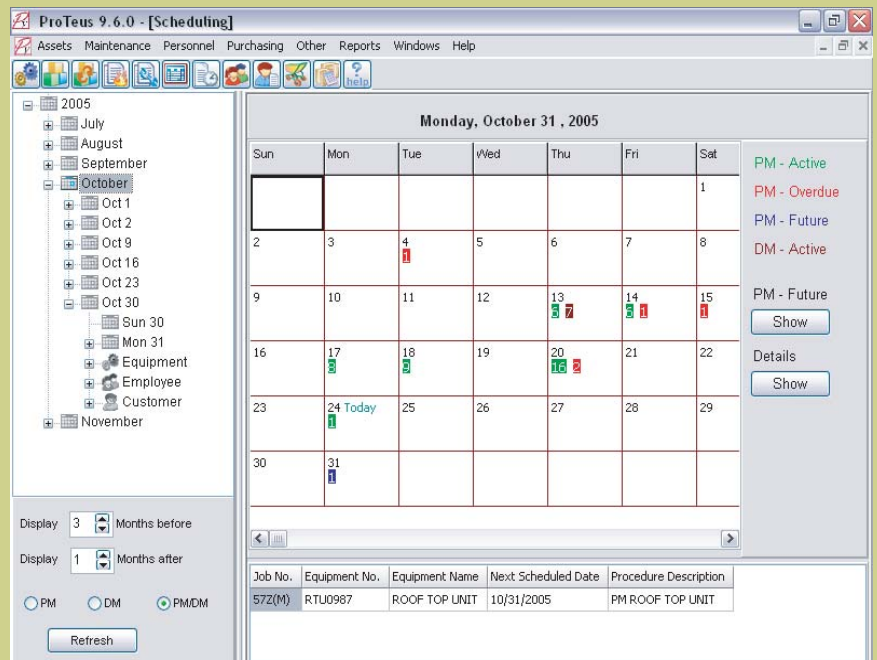 ProTeus 9.6.0 - [Scheduling]
Assets Maintenance Personnel Purchasing Other Reports Windows Help
help
2005
July
August
September
October
Oct 1
Oct 2
Oct 9
Oct 16
Oct 23
Oct 30
Sun 30
Mon 31
Equipment
Employee
Customer
November
Display 3 Months before
Display 1 Months after
PM DM PM/DM
Refresh
Monday, October 31 , 2005
Sun Mon Tue Wed Thu Fri Sat
1
2 3 4 5 6 7 8
1
9 10 11 12 13 14 15
6 7 6 1 1
16 17 18 19 20 21 22
8 9 16 2
23 24 Today 25 26 27 28 29
1
30 31
1
PM - Active
PM - Overdue
PM - Future
DM - Active
PM - Future
Show
Details
Show
Job No. Equipment No. Equipment Name Next Scheduled Date Procedure Description
57Z(M) RTU0987 ROOF TOP UNIT 10/31/2005 PM ROOF TOP UNIT